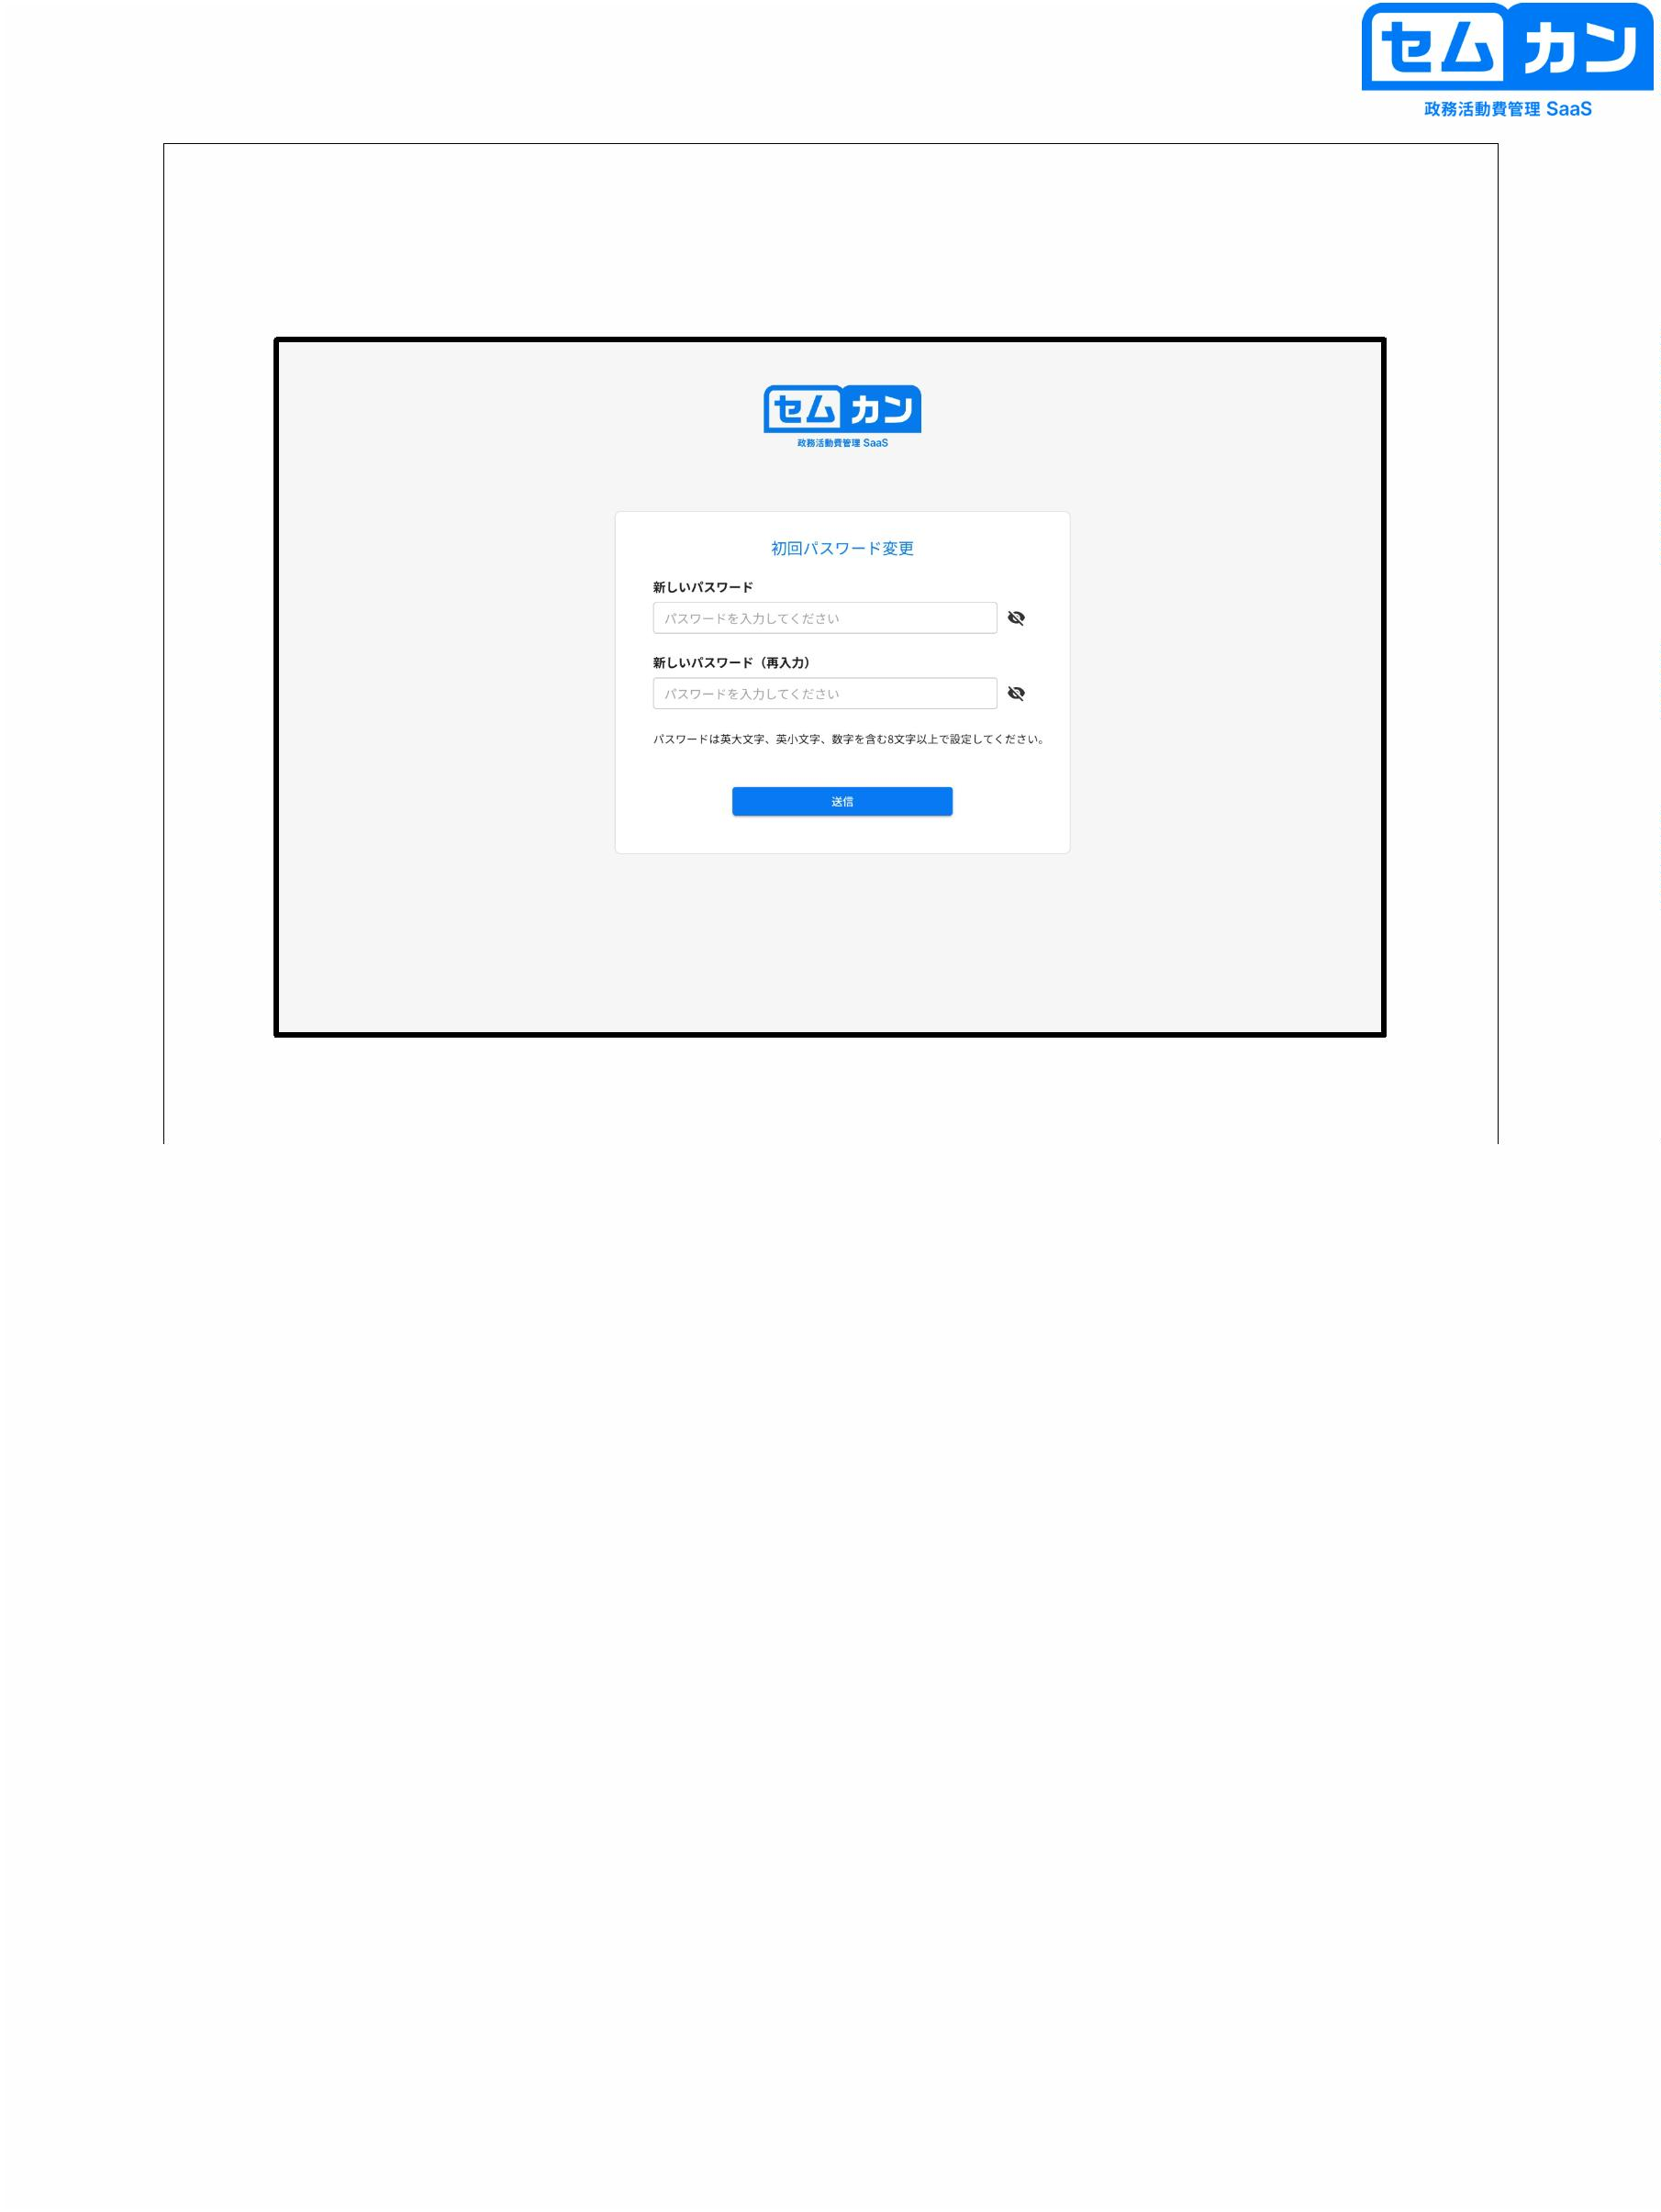 セムカン
政務活動費管理 SaaS
セムカン
政務活動費管理 SaaS
初回パスワード変更
新しいパスワード
パスワードを入力してください
新しいパスワード（再入力）
パスワードを入力してください
パスワードは英大文字、英小文字、数字を含む8文字以上で設定してください。
送信